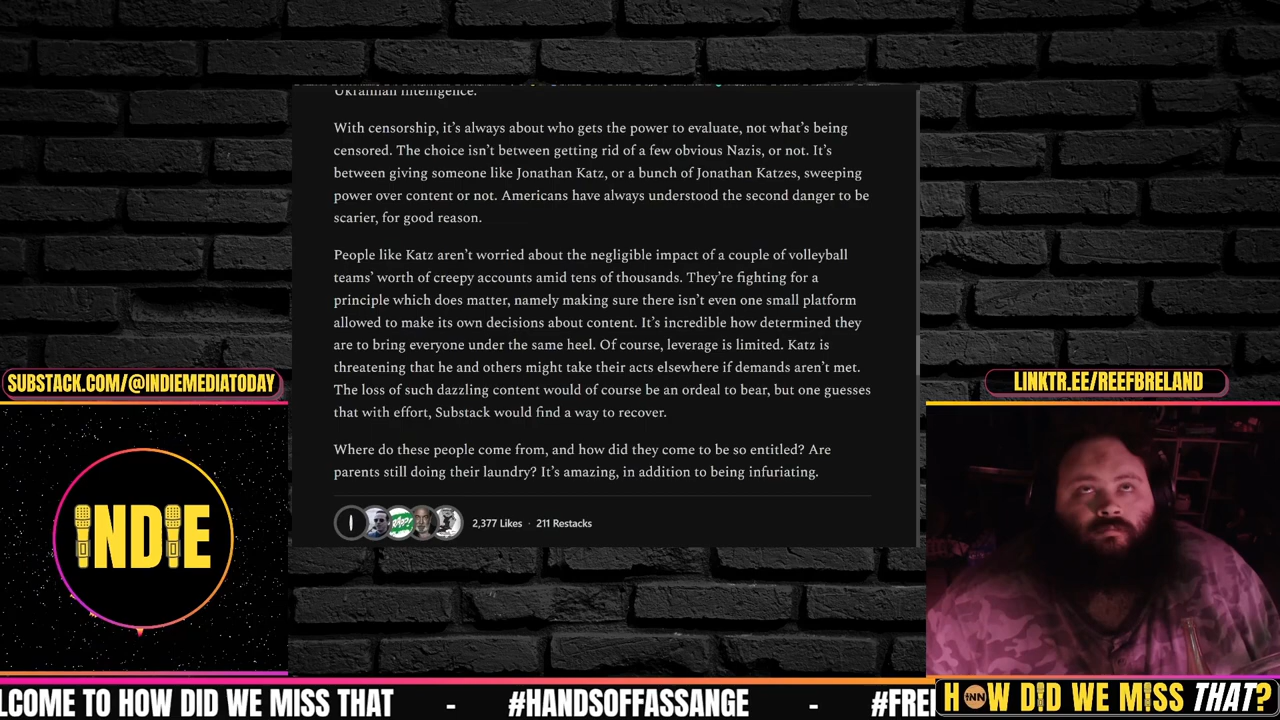 Ukrainian intelligence.
With censorship, it's always about who gets the power to evaluate, not what's being
censored. The choice isn't between getting rid of a few obvious Nazis, or not. It's
between giving someone like Jonathan Katz, or a bunch of Jonathan Katzes, sweeping
power over content or not. Americans have always understood the second danger to be
scarier, for good reason.
People like Katz aren't worried about the negligible impact of a couple of volleyball
teams' worth of creepy accounts amid tens of thousands. They're fighting for a
principle which does matter, namely making sure there isn't even one small platform
allowed to make its own decisions about content. It's incredible how determined they
are to bring everyone under the same heel. Of course, leverage is limited. Katz is
threatening that he and others might take their acts elsewhere if demands aren't met.
The loss of such dazzling content would of course be an ordeal to bear, but one guesses
that with effort, Substack would find a way to recover.
Where do these people come from, and how did they come to be so entitled? Are
parents still doing their laundry? It's amazing, in addition to being infuriating.
2,377 Likes · 211 Restacks
SUBSTACK.COM/@INDIEMEDIATODAY
INDIE
LINKTR.EE/REEFBRELAND
LCOME TO HOW DID WE MISS THAT - #HANDSOFFASSANGE - #FRE
HOW DID WE MISS THAT?
INN